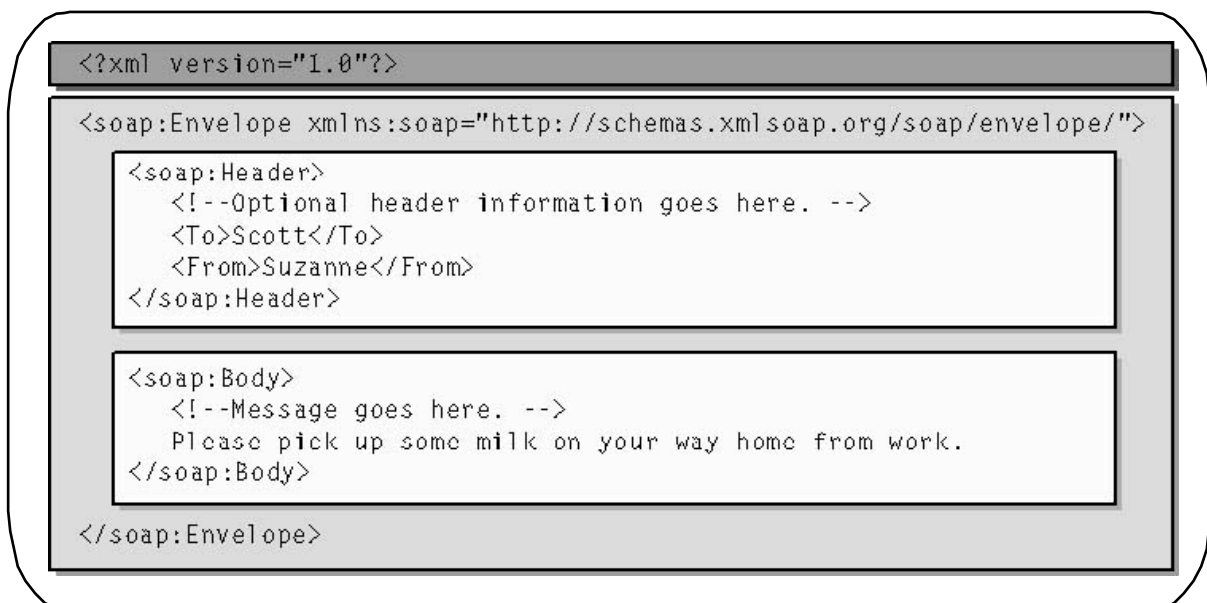 <?xml version="1.0"?>
<soap:Envelope xmlns:soap="http://schemas.xmlsoap.org/soap/envelope/">
<soap:Header>
<!--Optional header information goes here. -->
<To>Scott</To>
<From>Suzanne</From>
</soap:Header>
<soap:Body>
<!--Message goes here. -->
Please pick up some milk on your way home from work.
</soap:Body>
</soap:Envelope>